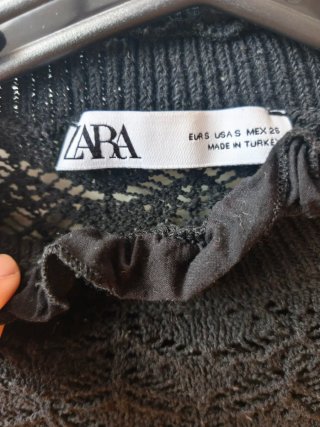 ZARA
EUR S USA S MEX 26
MADE IN TURKEY